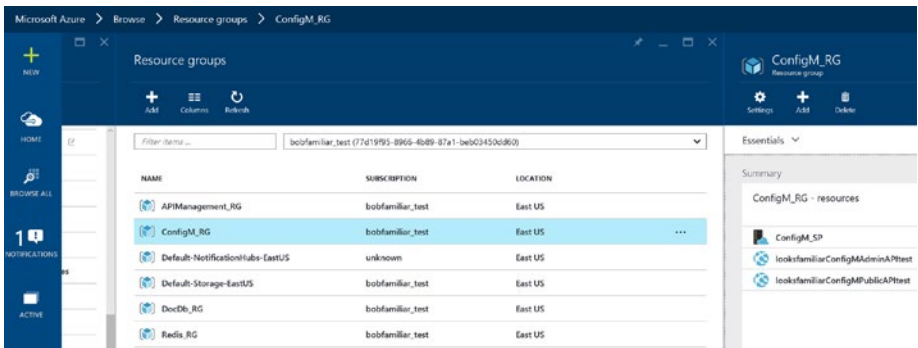 Microsoft Azure > Browse > Resource groups > ConfigM_RG
NEW
HOME
BROWSE ALL
1
NOTIFICATIONS
ACTIVE
Resource groups
Add Columns Refresh
Filter items ...
bobfamiliar_test (77d19f95-8966-4b89-87a1-beb03450dd60)
NAME SUBSCRIPTION LOCATION
APIManagement_RG bobfamiliar_test East US
ConfigM_RG bobfamiliar_test East US ...
Default-NotificationHubs-EastUS unknown East US
Default-Storage-EastUS bobfamiliar_test East US
DocDb_RG bobfamiliar_test East US
Redis_RG bobfamiliar_test East US
ConfigM_RG
Resource group
Settings Add Delete
Essentials
Summary
ConfigM_RG - resources
ConfigM_SP
looksfamiliarConfigMAdminAPItest
looksfamiliarConfigMPublicAPItest